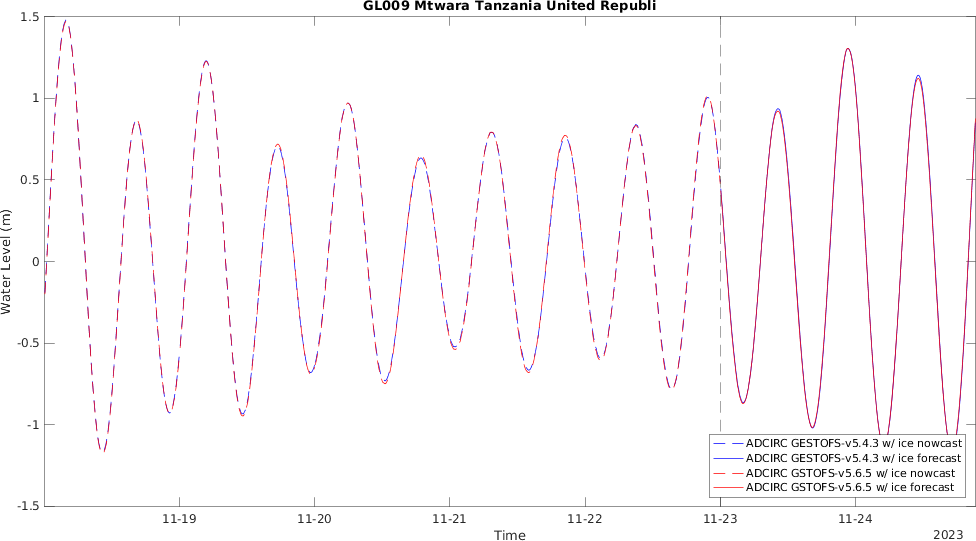 GL009 Mtwara Tanzania United Republi
1.5
1
0.5
0
-0.5
-1
-1.5
Water Level (m)
ADCIRC GESTOFS-v5.4.3 w/ ice nowcast
ADCIRC GESTOFS-v5.4.3 w/ ice forecast
ADCIRC GSTOFS-v5.6.5 w/ ice nowcast
ADCIRC GSTOFS-v5.6.5 w/ ice forecast
11-19 11-20 11-21 11-22 11-23 11-24
Time
2023